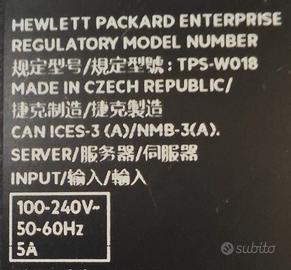 HEWLETT PACKARD ENTERPRISE
REGULATORY MODEL NUMBER
规定型号/規定型號: TPS-W018
MADE IN CZECH REPUBLIC/
捷克制造/捷克製造
CAN ICES-3 (A)/NMB-3(A).
SERVER/服务器/伺服器
INPUT/输入/輸入
100-240V~
50-60Hz
5A
subito